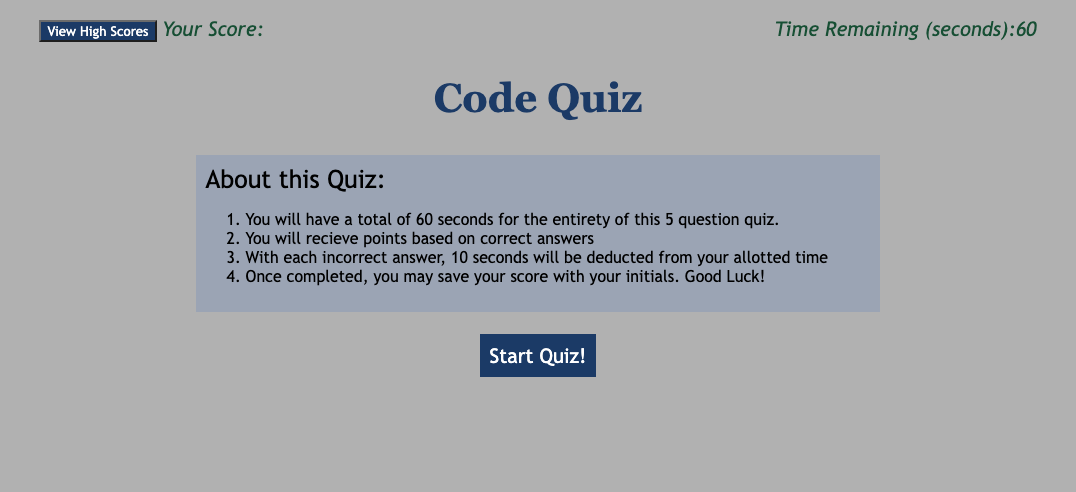 View High Scores Your Score: Time Remaining (seconds):60
Code Quiz
About this Quiz:
1. You will have a total of 60 seconds for the entirety of this 5 question quiz.
2. You will recieve points based on correct answers
3. With each incorrect answer, 10 seconds will be deducted from your allotted time
4. Once completed, you may save your score with your initials. Good Luck!
Start Quiz!